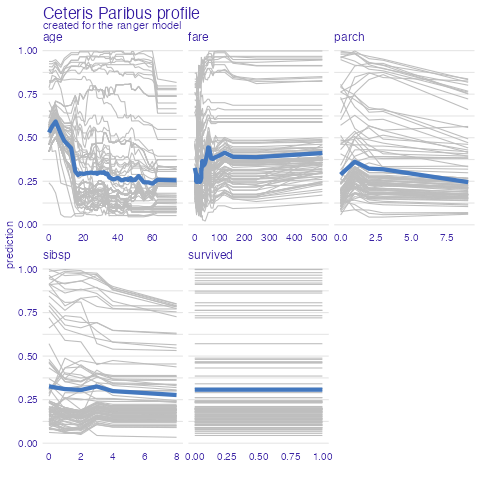 Ceteris Paribus profile
created for the ranger model
age
fare
parch
1.00
0.75
0.50
0.25
0.00
0 20 40 60
0 100 200 300 400 500
0.0 2.5 5.0 7.5
prediction
sibsp
survived
1.00
0.75
0.50
0.25
0.00
0 2 4 6 8
0.00 0.25 0.50 0.75 1.00